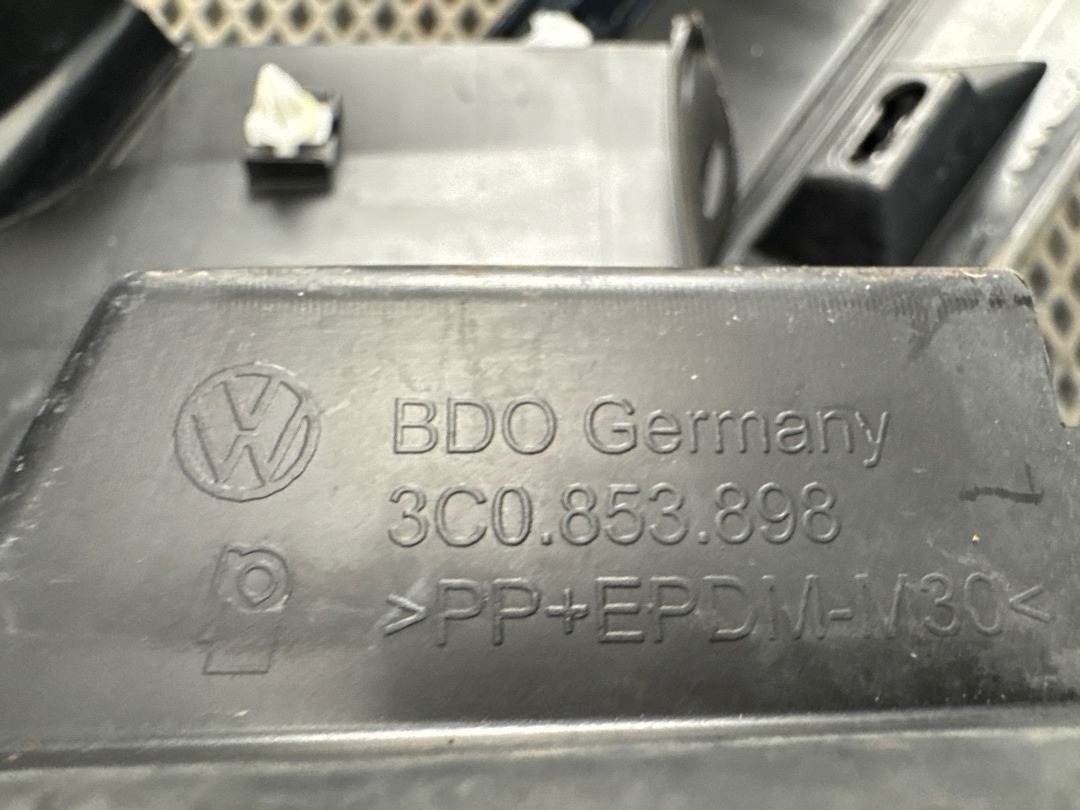 BDO Germany
3C0.853.898
>PP+EPDM-M30<